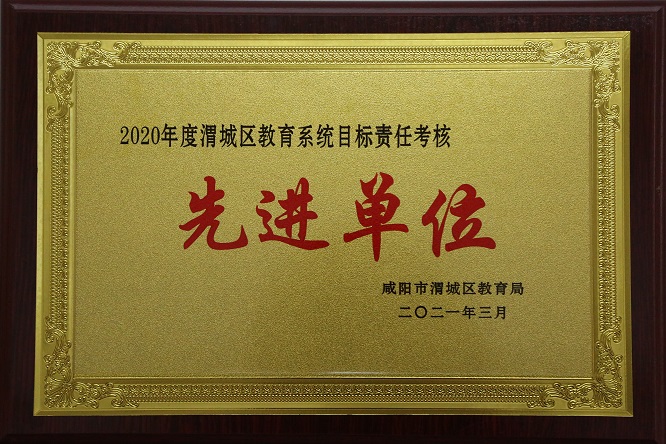 2020年度渭城区教育系统目标责任考核
先进单位
咸阳市渭城区教育局
二〇二一年三月